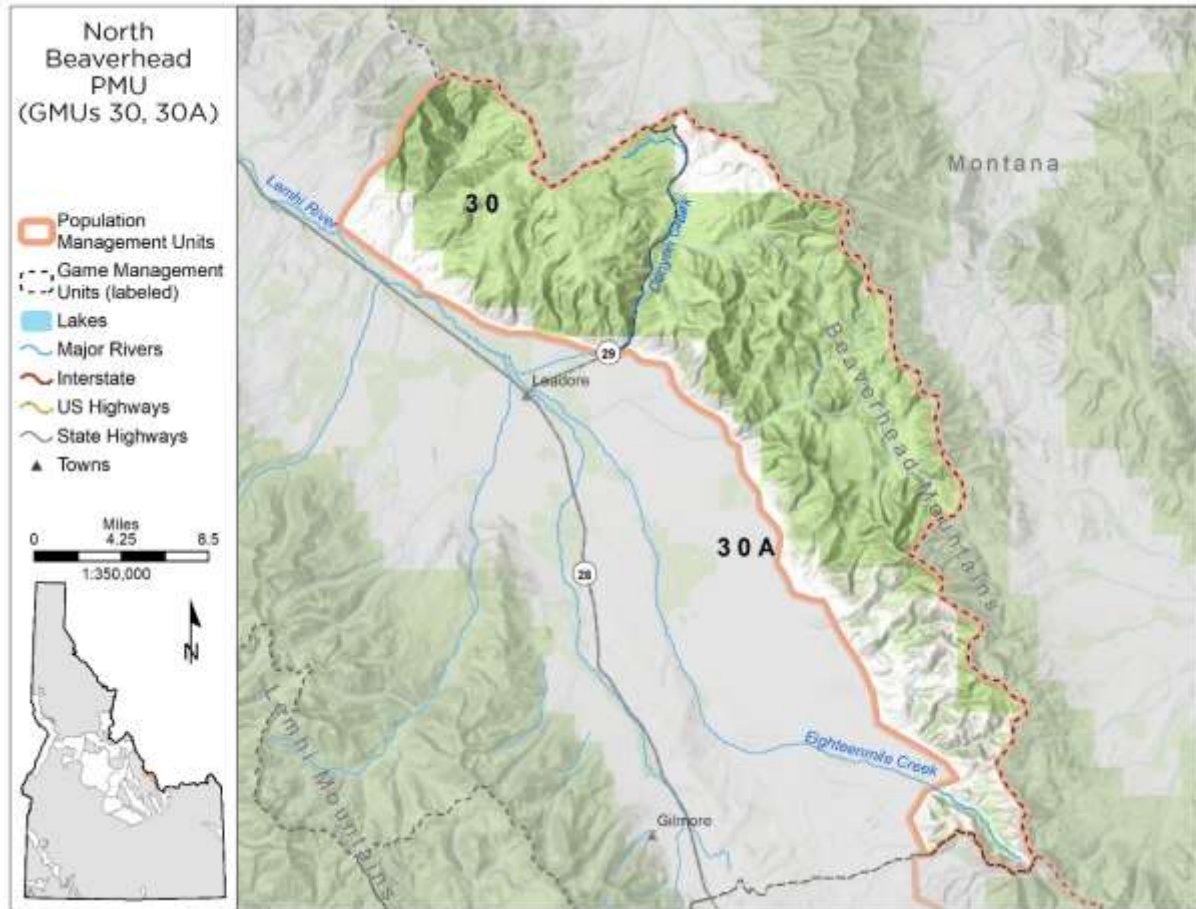 North
Beaverhead
PMU
(GMUs 30, 30A)
Population
Management Units
Game Management
Units (labeled)
Lakes
Major Rivers
Interstate
US Highways
State Highways
Towns
Miles
0 4.25 8.5
1:350,000
N
Montana
Lemhi River
30
Canyon Creek
29
Leadore
Beaverhead Mountains
30A
28
Eighteenmile Creek
Lemhi Mountains
Gilmore